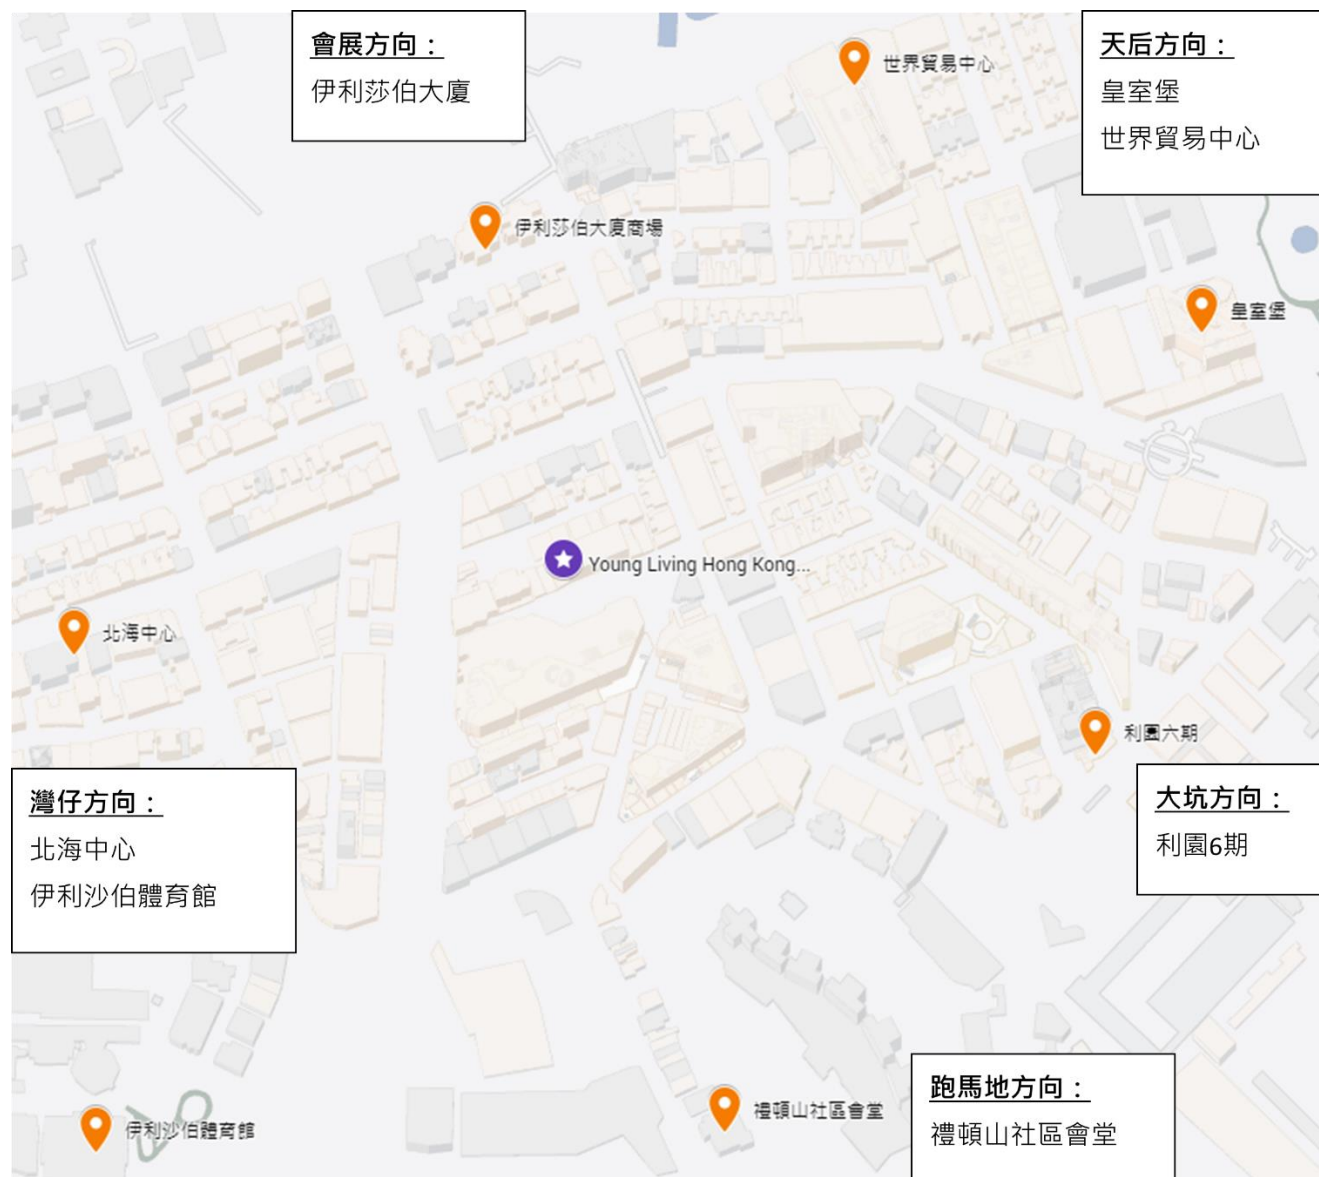 會展方向：
伊利莎伯大廈
天后方向：
皇室堡
世界貿易中心
世界貿易中心
伊利莎伯大廈商場
皇室堡
Young Living Hong Kong...
北海中心
利園六期
灣仔方向：
北海中心
伊利沙伯體育館
大坑方向：
利園6期
伊利沙伯體育館
禮頓山社區會堂
跑馬地方向：
禮頓山社區會堂